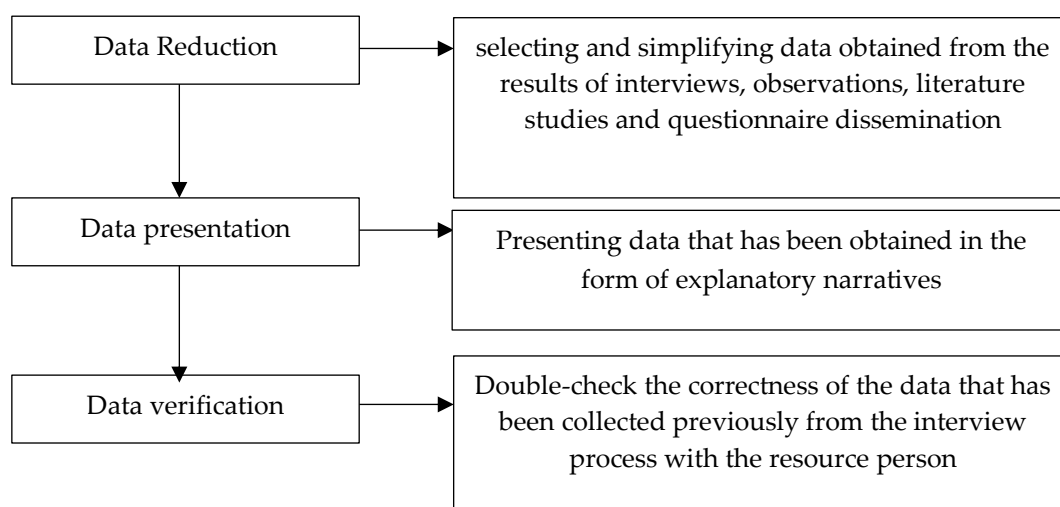 Data Reduction
selecting and simplifying data obtained from the
results of interviews, observations, literature
studies and questionnaire dissemination
Data presentation
Presenting data that has been obtained in the
form of explanatory narratives
Data verification
Double-check the correctness of the data that has
been collected previously from the interview
process with the resource person